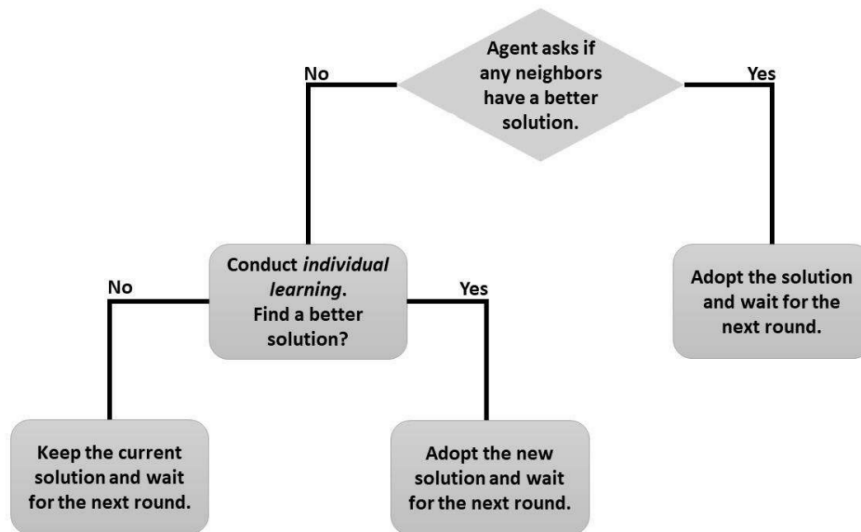 Agent asks if
any neighbors
have a better
solution.
No
Yes
Conduct individual
learning.
Find a better
solution?
Adopt the solution
and wait for the
next round.
No
Yes
Keep the current
solution and wait
for the next round.
Adopt the new
solution and wait
for the next round.